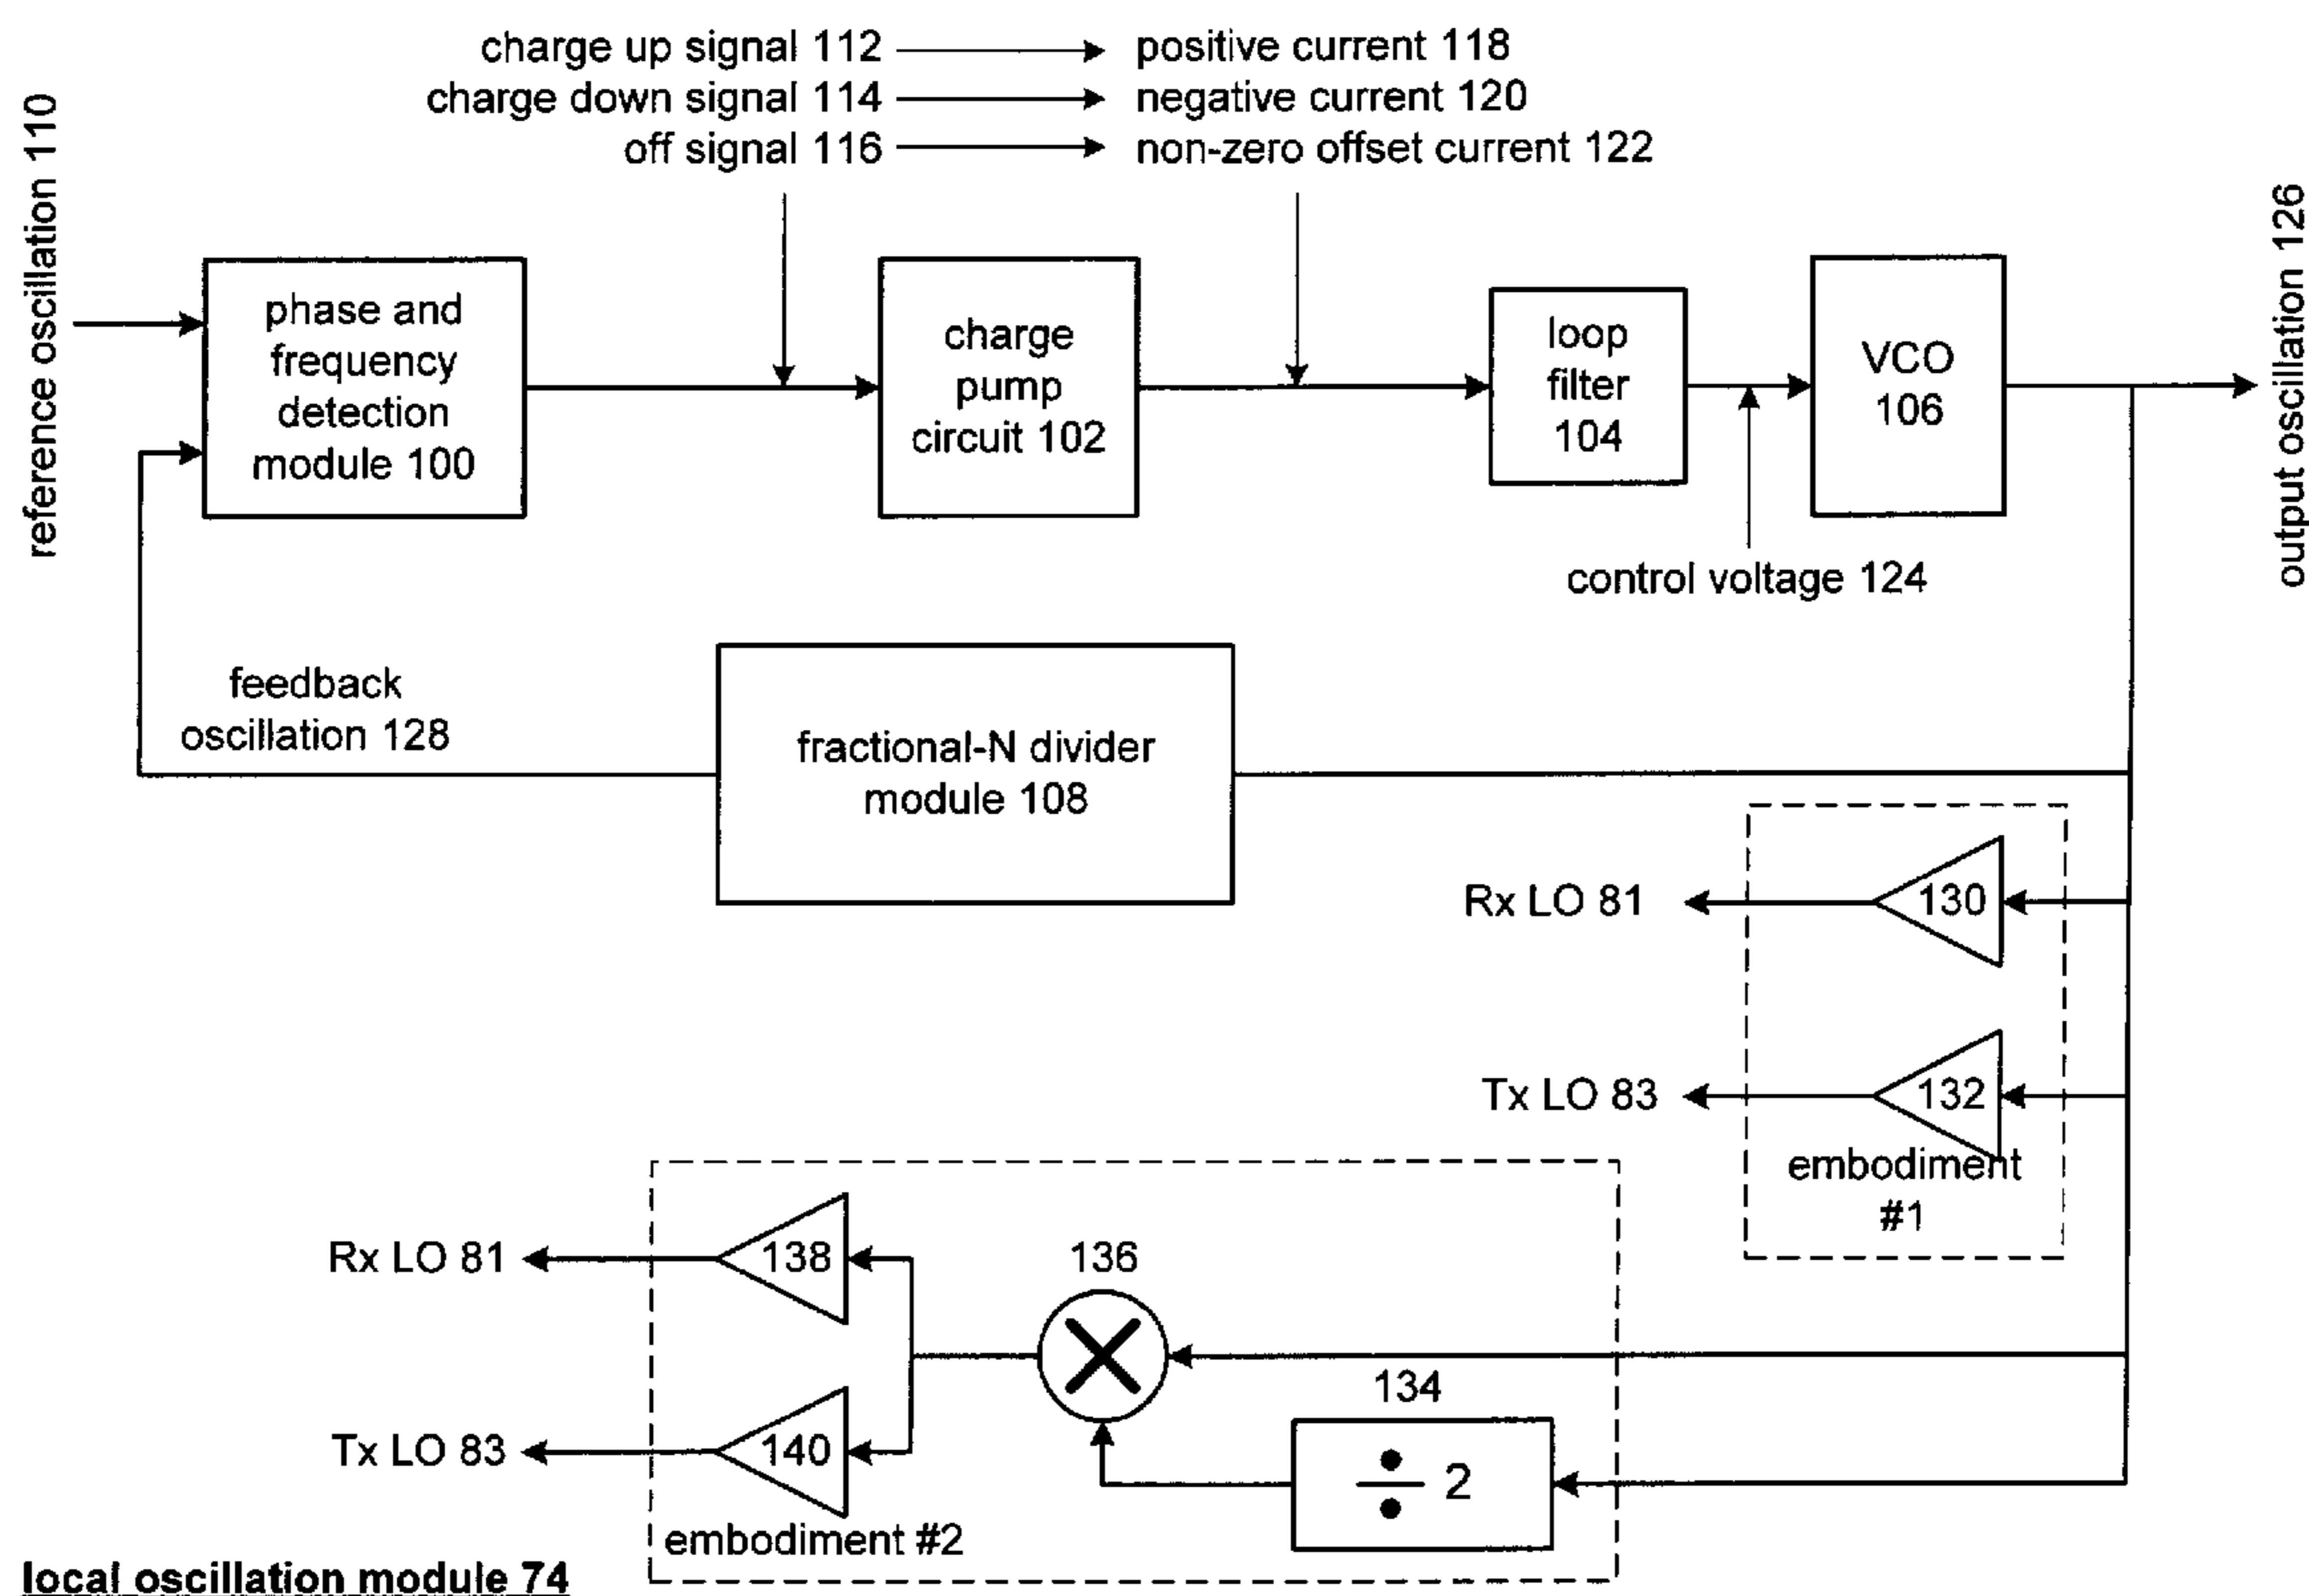 charge up signal 112
positive current 118
charge down signal 114
negative current 120
off signal 116
non-zero offset current 122
reference oscillation 110
phase and
frequency
detection
module 100
charge
pump
circuit 102
loop
filter
104
VCO
106
output oscillation 126
control voltage 124
feedback
oscillation 128
fractional-N divider
module 108
Rx LO 81
130
Tx LO 83
132
embodiment
#1
Rx LO 81
138
136
134
Tx LO 83
140
÷ 2
embodiment #2
local oscillation module 74